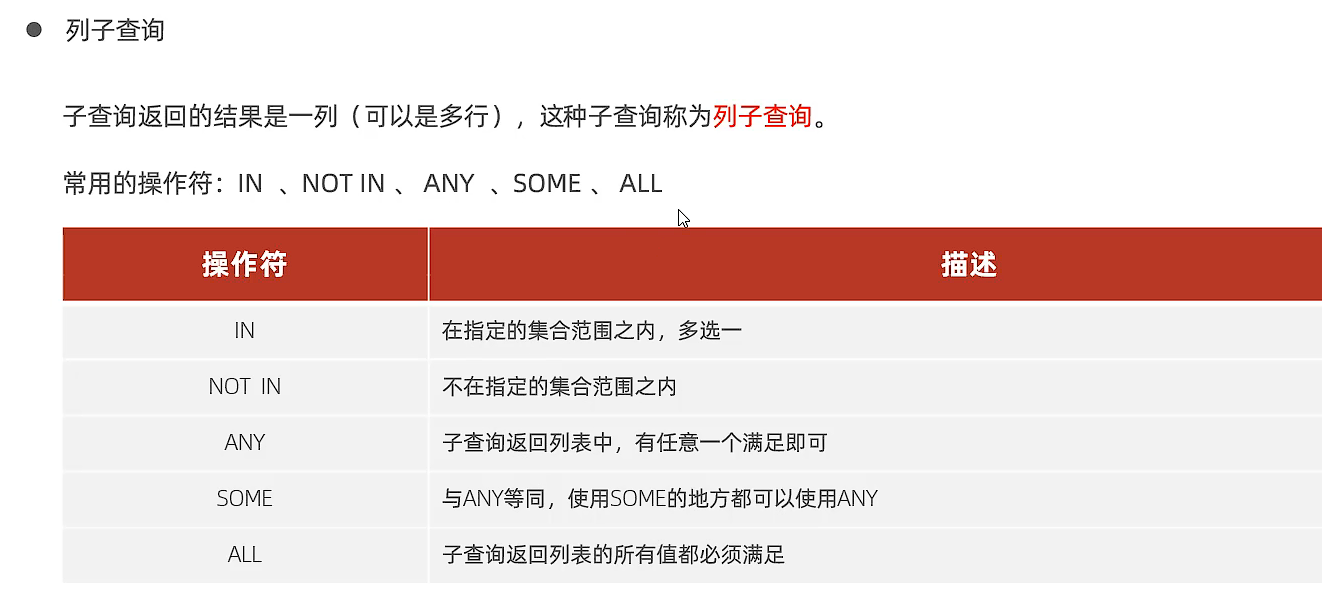 列子查询
子查询返回的结果是一列（可以是多行），这种子查询称为列子查询。
常用的操作符：IN 、NOT IN 、 ANY 、SOME 、 ALL
操作符 描述
IN 在指定的集合范围之内，多选一
NOT IN 不在指定的集合范围之内
ANY 子查询返回列表中，有任意一个满足即可
SOME 与ANY等同，使用SOME的地方都可以使用ANY
ALL 子查询返回列表的所有值都必须满足